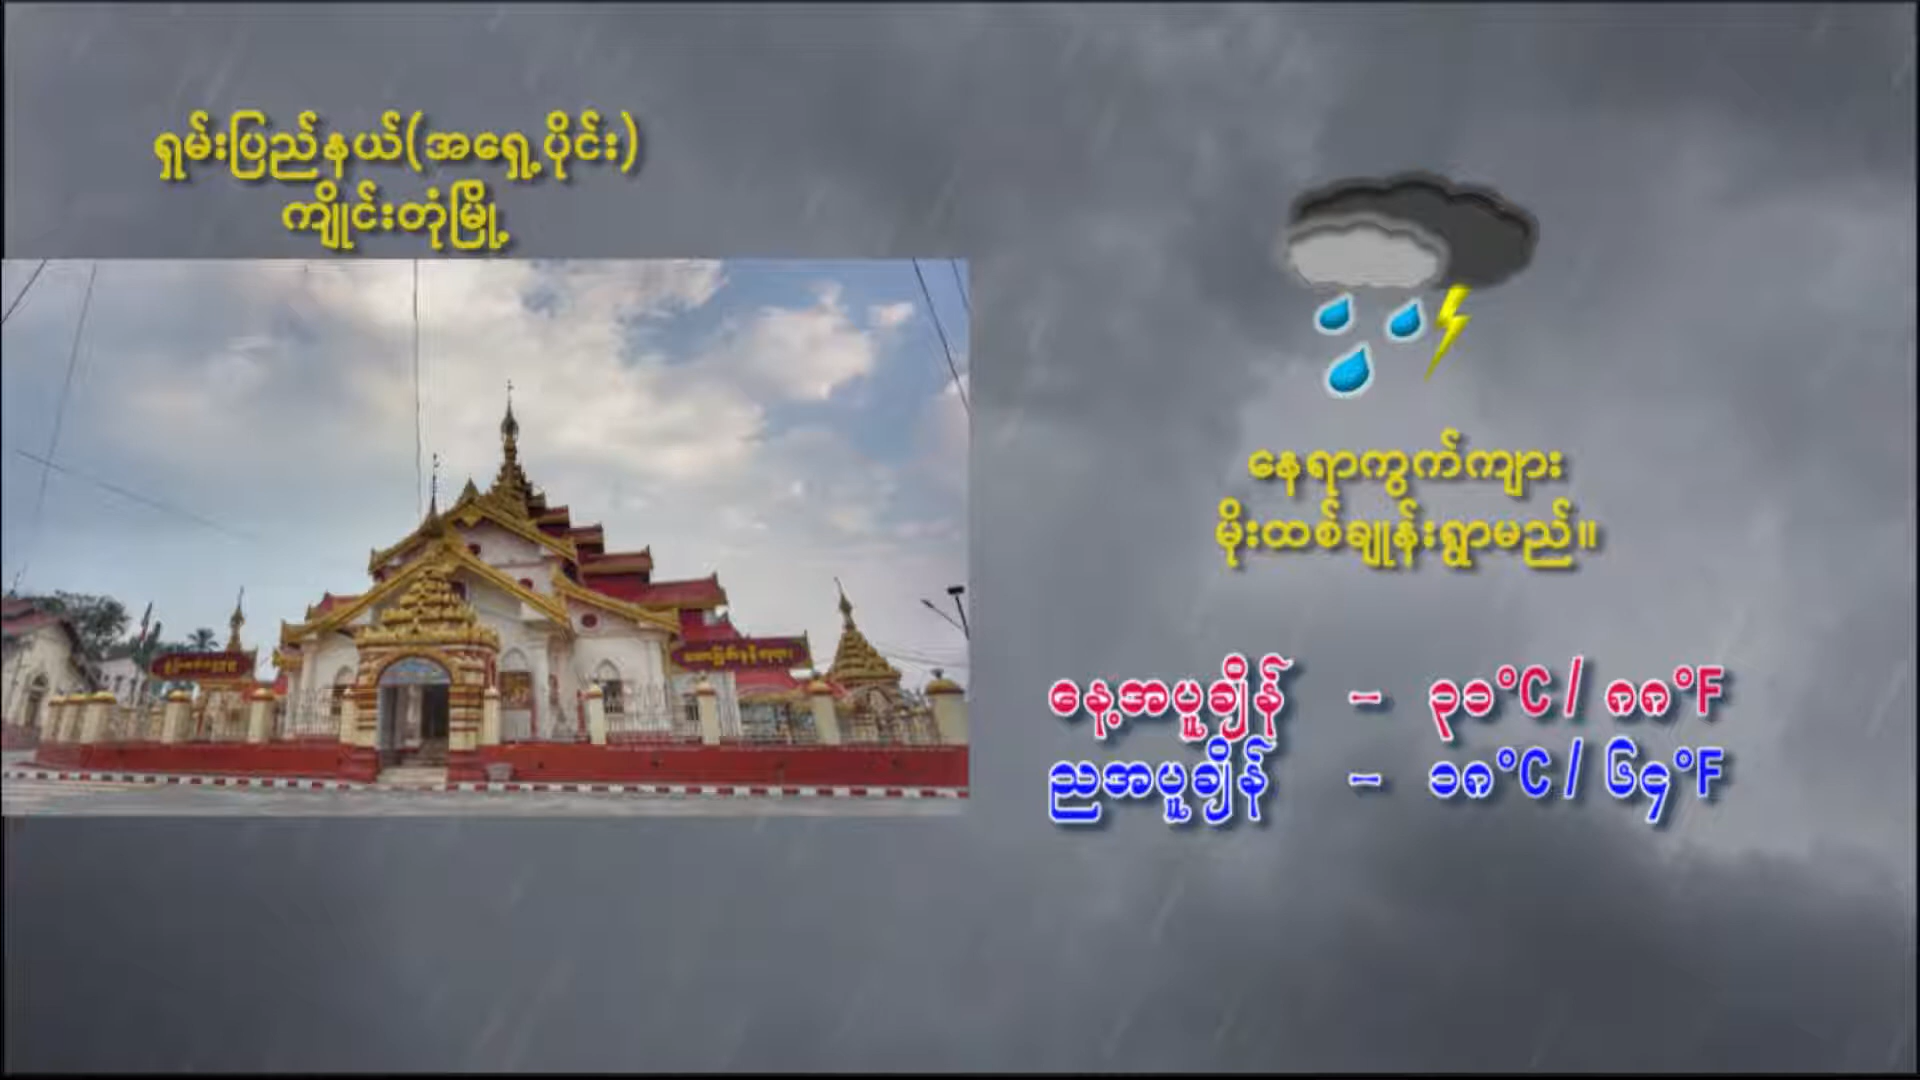 ရှမ်းပြည်နယ်(အရှေ့ပိုင်း)
ကျိုင်းတုံမြို့
နေရာကွက်ကျား
မိုးထစ်ချုန်းရွာမည်။
နေ့အပူချိန် - ၃၁°C / ၈၈°F
ညအပူချိန် - ၁၈°C / ၆၄°F